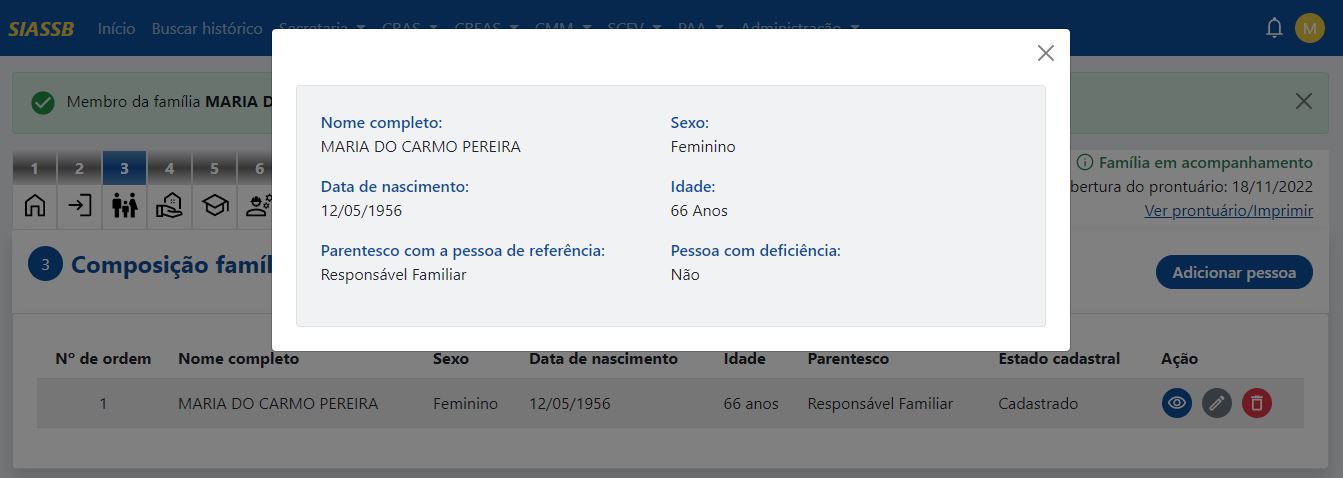 SIASSB Início Buscar histórico Secretaria CRAS CREAS CMM SCFV PAA Administração M
Membro da família MARIA D
Nome completo: Sexo:
MARIA DO CARMO PEREIRA Feminino
Data de nascimento: Idade:
12/05/1956 66 Anos
Parentesco com a pessoa de referência: Pessoa com deficiência:
Responsável Familiar Não
1 2 3 4 5 6
Família em acompanhamento
bertura do prontuário: 18/11/2022
Ver prontuário/Imprimir
3 Composição famíl
Adicionar pessoa
Nº de ordem Nome completo Sexo Data de nascimento Idade Parentesco Estado cadastral Ação
1 MARIA DO CARMO PEREIRA Feminino 12/05/1956 66 anos Responsável Familiar Cadastrado